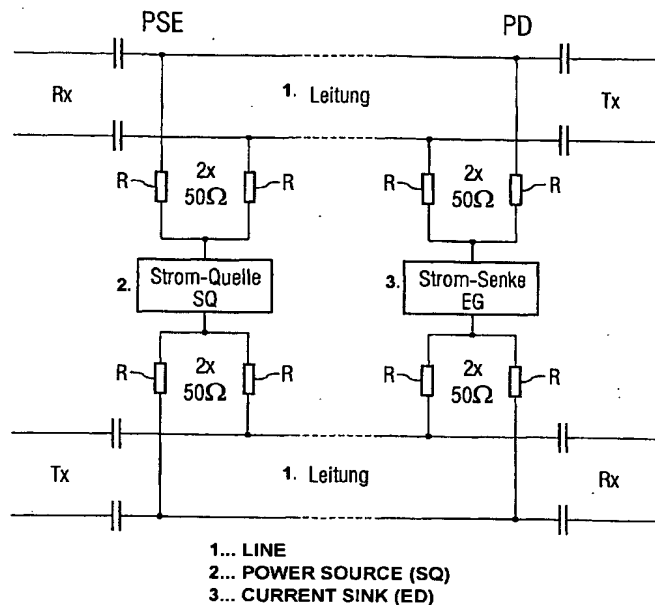 PSE PD
Rx 1. Leitung Tx
R 2x 50Ω R R 2x 50Ω R
2. Strom-Quelle SQ 3. Strom-Senke EG
R 2x 50Ω R R 2x 50Ω R
Tx 1. Leitung Rx
1... LINE
2... POWER SOURCE (SQ)
3... CURRENT SINK (ED)